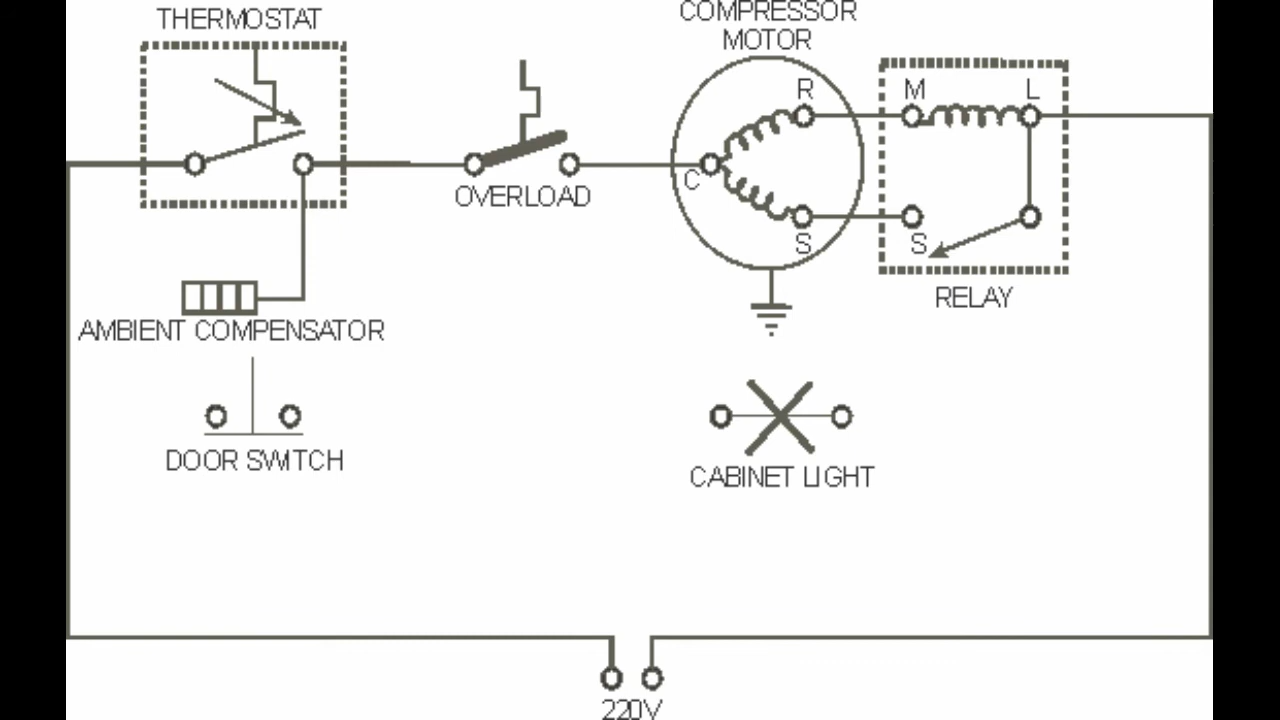 THERMOSTAT
COMPRESSOR
MOTOR
R
M
L
C
OVERLOAD
S
S
RELAY
AMBIENT COMPENSATOR
DOOR SWITCH
CABINET LIGHT
220V